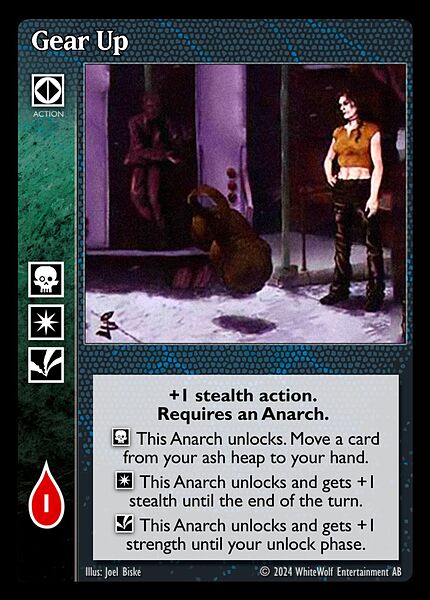 Gear Up
ACTION
+1 stealth action.
Requires an Anarch.
This Anarch unlocks. Move a card
from your ash heap to your hand.
This Anarch unlocks and gets +1
stealth until the end of the turn.
This Anarch unlocks and gets +1
strength until your unlock phase.
1
Illus: Joel Biske © 2024 WhiteWolf Entertainment AB